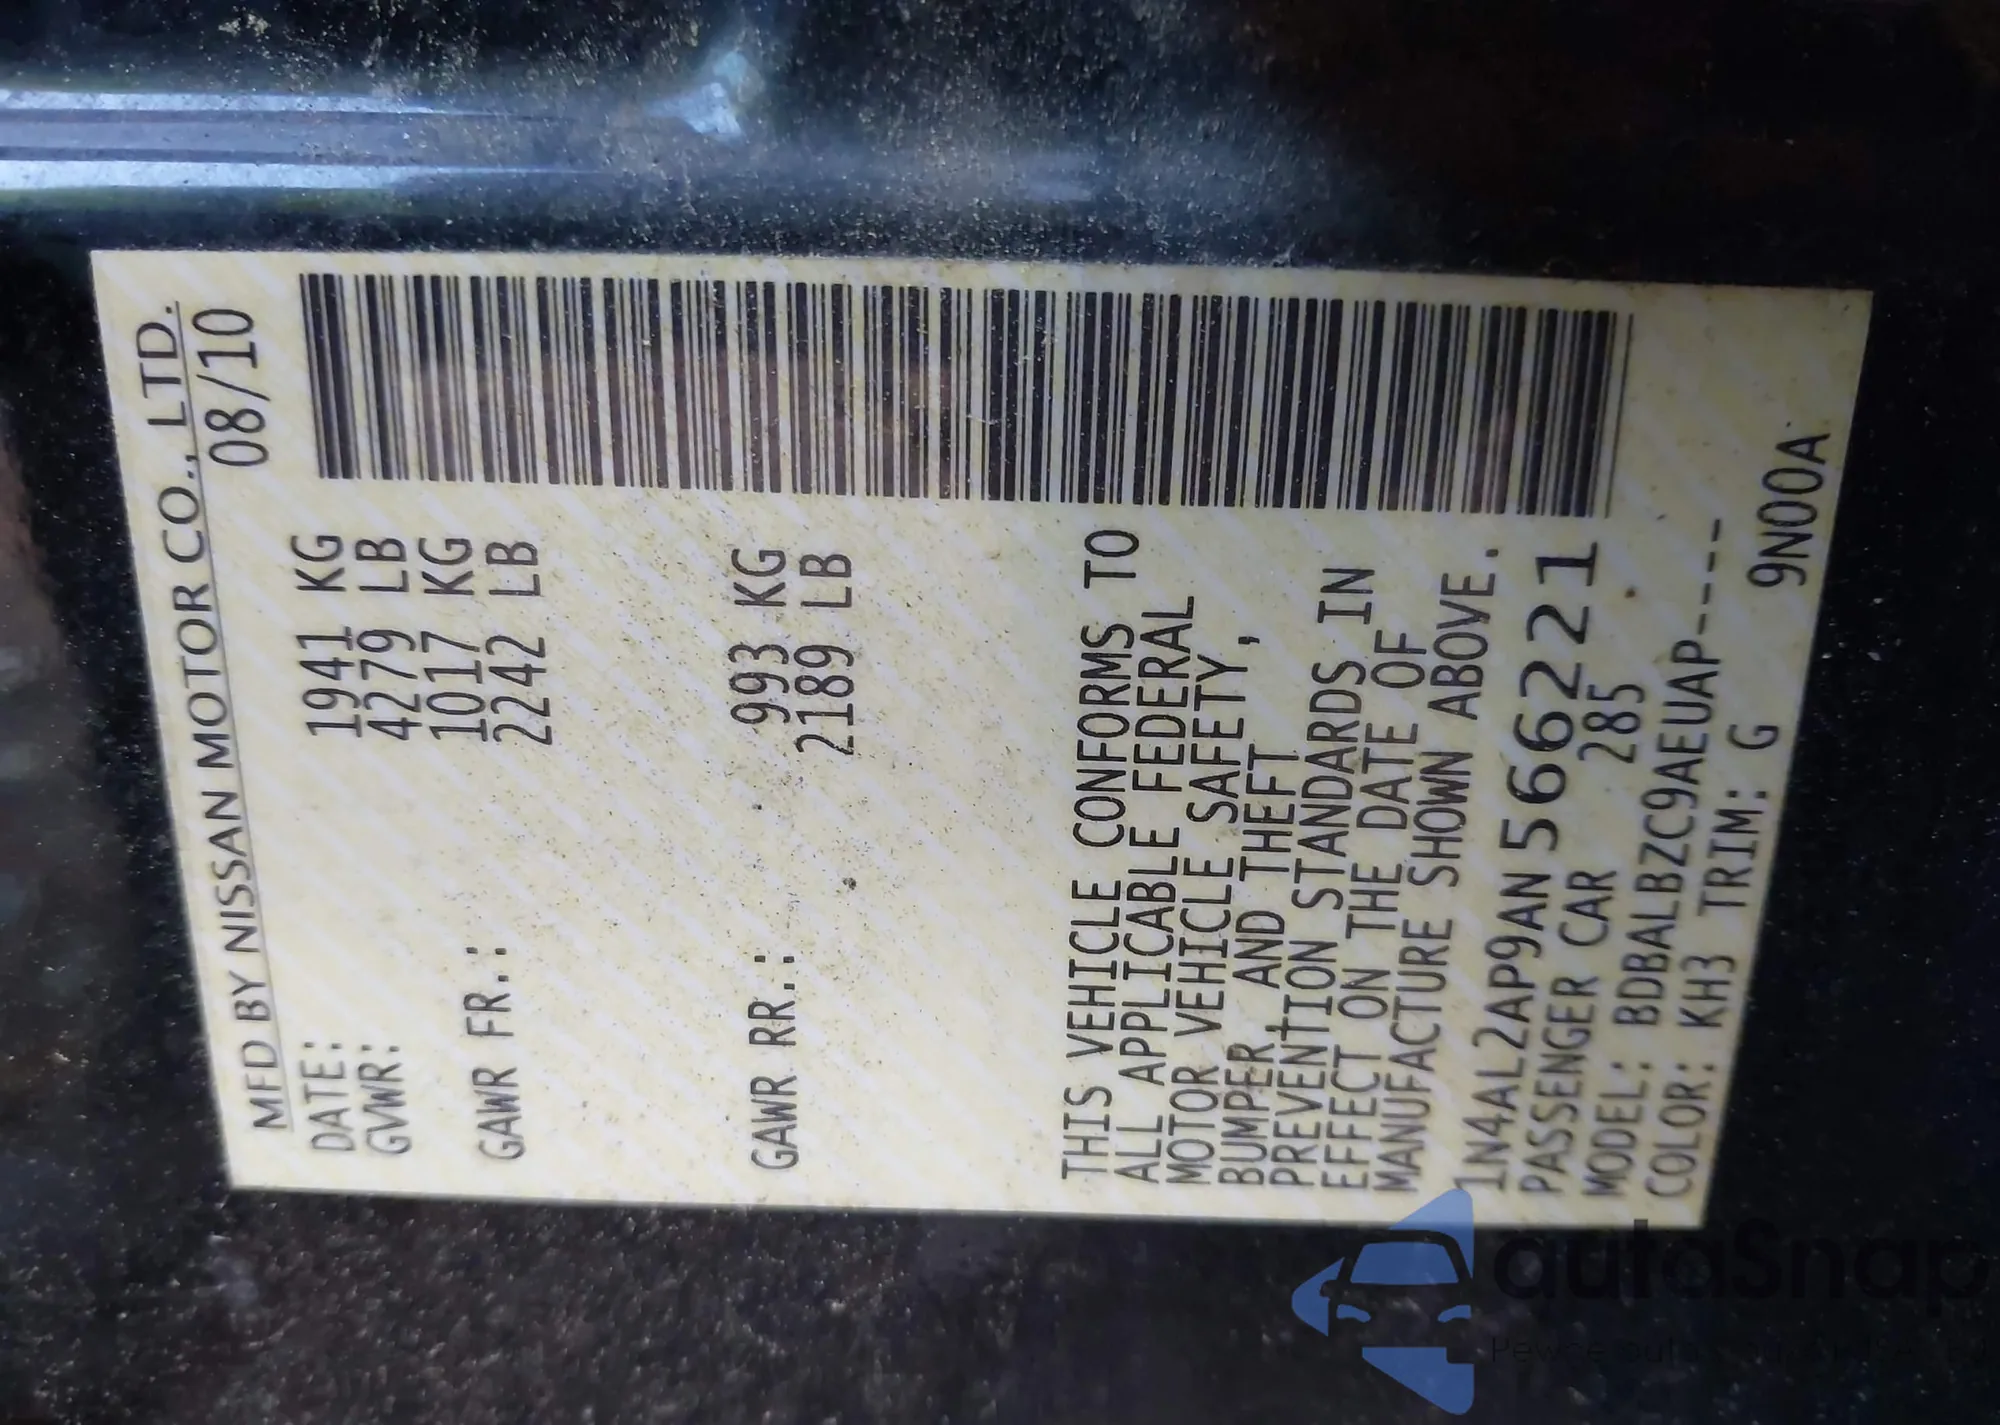 MFD BY NISSAN MOTOR CO., LTD.
DATE: 08/10
GVWR: 1941 KG
4279 LB
GAWR FR.: 1017 KG
2242 LB
GAWR RR.: 993 KG
2189 LB
THIS VEHICLE CONFORMS TO
ALL APPLICABLE FEDERAL
MOTOR VEHICLE SAFETY,
BUMPER, AND THEFT
PREVENTION STANDARDS IN
EFFECT ON THE DATE OF
MANUFACTURE SHOWN ABOVE.
1N4AL2AP9AN566221
PASSENGER CAR 285
MODEL: BDBALBZC9AEUAP----
COLOR: KH3 TRIM: G 9N00A
autoSnap